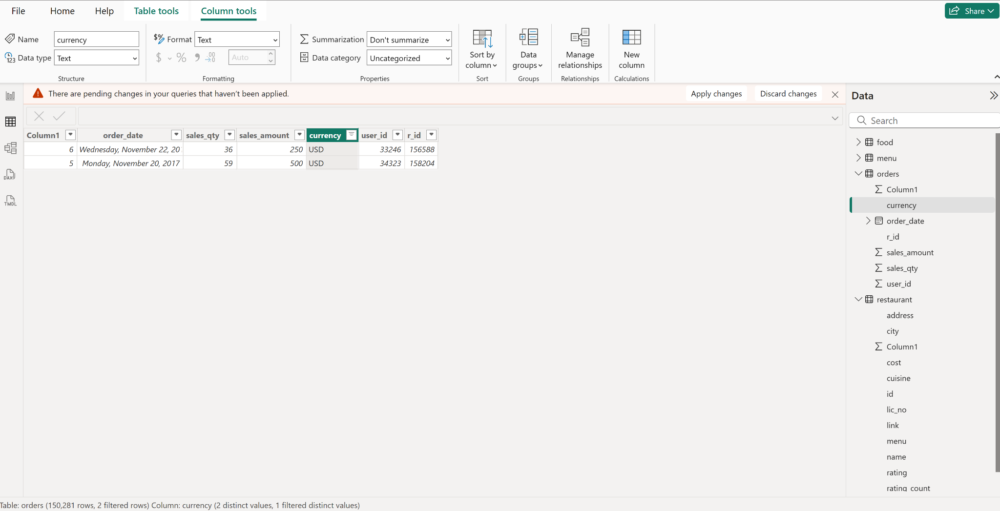 File Home Help Table tools Column tools Share
Name currency $% Format Text Summarization Don't summarize
123 Data type Text $ % .00 Auto Data category Uncategorized
Sort by column
Data groups
Manage relationships
New column
Structure Formatting Properties Sort Groups Relationships Calculations
There are pending changes in your queries that haven't been applied. Apply changes Discard changes
Column1 order_date sales_qty sales_amount currency user_id r_id
6 Wednesday, November 22, 20 36 250 USD 33246 156588
5 Monday, November 20, 2017 59 500 USD 34323 158204
DAX
TMDL
Data
Search
food
menu
orders
Column1
currency
order_date
r_id
sales_amount
sales_qty
user_id
restaurant
address
city
Column1
cost
cuisine
id
lic_no
link
menu
name
rating
rating_count
Table: orders (150,281 rows, 2 filtered rows) Column: currency (2 distinct values, 1 filtered distinct values)